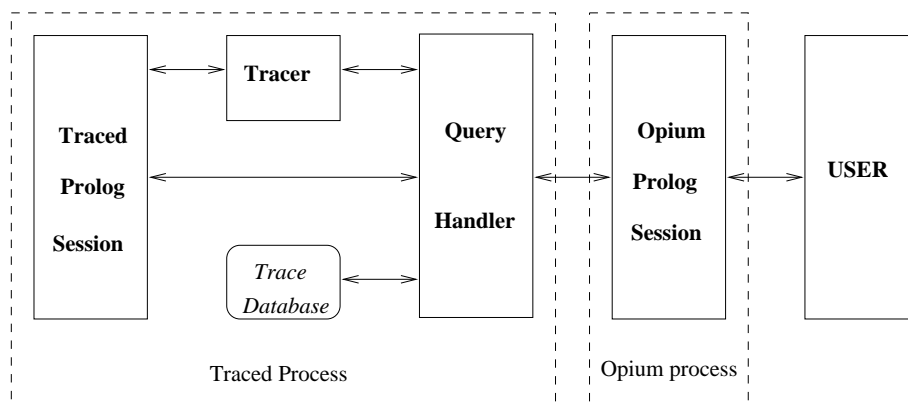 Traced
Prolog
Session
Tracer
Trace
Database
Query
Handler
Traced Process
Opium
Prolog
Session
Opium process
USER